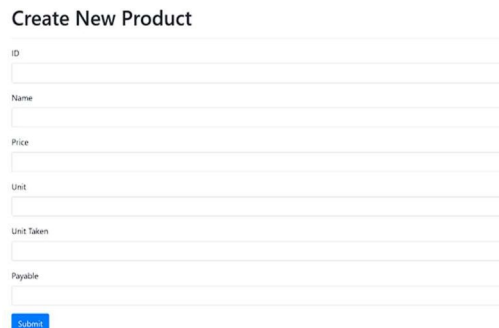 Create New Product
ID
Name
Price
Unit
Unit Taken
Payable
Submit